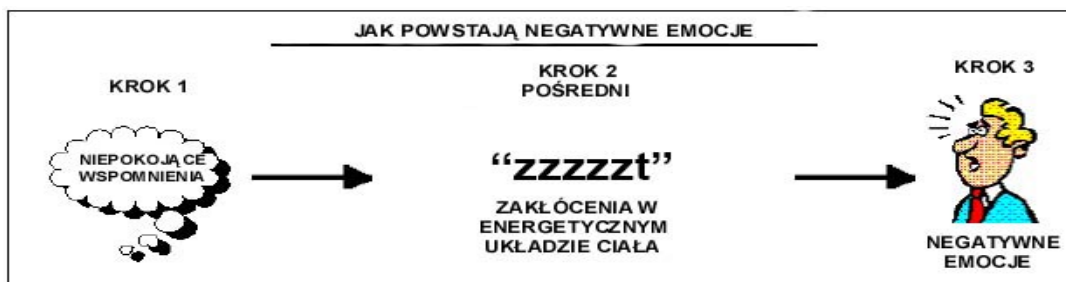 JAK POWSTAJĄ NEGATYWNE EMOCJE
KROK 1
NIEPOKOJĄCE
WSPOMNIENIA
KROK 2
POŚREDNI
“zzzzzt”
ZAKŁÓCENIA W
ENERGETYCZNYM
UKŁADZIE CIAŁA
KROK 3
NEGATYWNE
EMOCJE